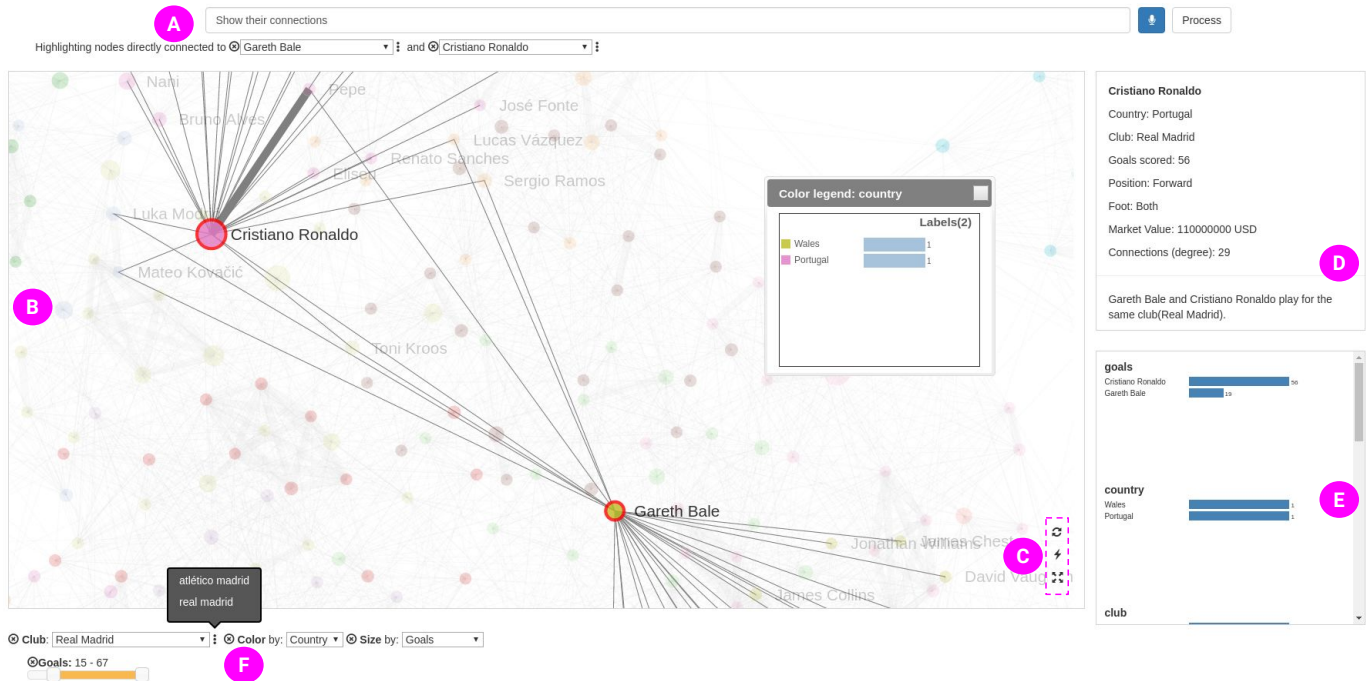 A
Show their connections
Process
Highlighting nodes directly connected to Gareth Bale and Cristiano Ronaldo
Nani
Pepe
José Fonte
Bruno Alves
Lucas Vázquez
Renato Sanches
Eliseu
Sergio Ramos
Luka Mod
Cristiano Ronaldo
Mateo Kovačić
B
Toni Kroos
Gareth Bale
Jonathan Williams
James Chest
David Vaug n
James Collins
C
Color legend: country
Labels(2)
Wales 1
Portugal 1
Cristiano Ronaldo
Country: Portugal
Club: Real Madrid
Goals scored: 56
Position: Forward
Foot: Both
Market Value: 110000000 USD
Connections (degree): 29
D
Gareth Bale and Cristiano Ronaldo play for the
same club(Real Madrid).
goals
Cristiano Ronaldo 56
Gareth Bale 19
country
Wales 1
Portugal 1
E
club
atlético madrid
real madrid
Club: Real Madrid Color by: Country Size by: Goals
F
Goals: 15 - 67